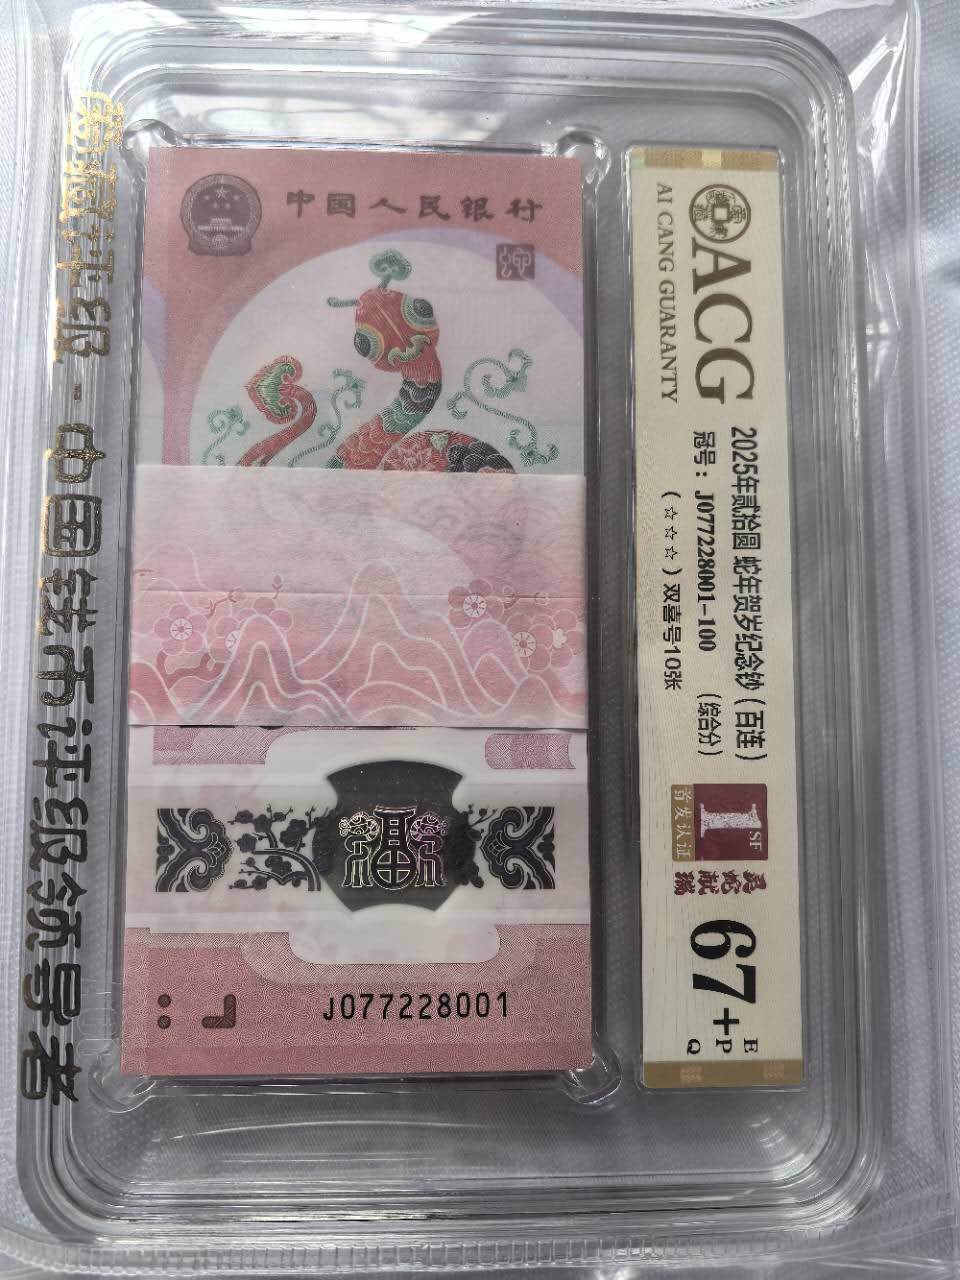 爱藏评级-中国钱币评级领导者
中国人民银行
福
J077228001
ACG
AI CANG GUARANTY
2025年贰拾圆 蛇年贺岁纪念钞（百连）
冠号：J077228001-100 （综合分）
（☆☆☆）双喜号10张
1SF
首发认证
灵蛇献瑞
67+
E
P
Q